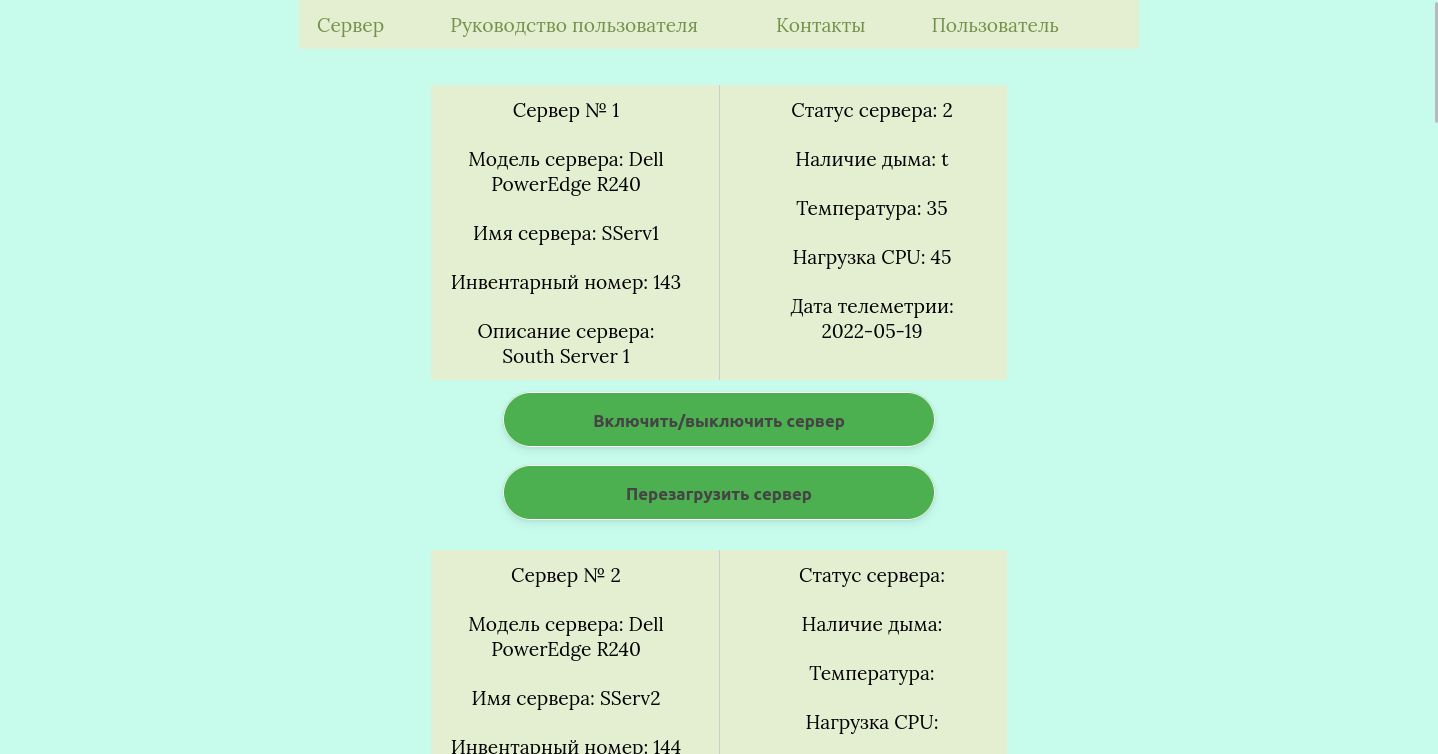 Сервер Руководство пользователя Контакты Пользователь
Сервер № 1
Модель сервера: Dell
PowerEdge R240
Имя сервера: SServ1
Инвентарный номер: 143
Описание сервера:
South Server 1
Статус сервера: 2
Наличие дыма: t
Температура: 35
Нагрузка CPU: 45
Дата телеметрии:
2022-05-19
Включить/выключить сервер
Перезагрузить сервер
Сервер № 2
Модель сервера: Dell
PowerEdge R240
Имя сервера: SServ2
Инвентарный номер: 144
Статус сервера:
Наличие дыма:
Температура:
Нагрузка CPU: